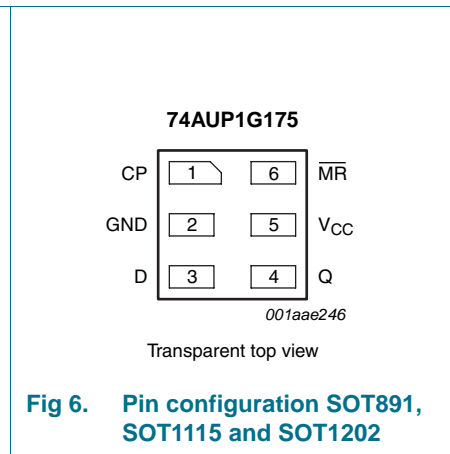 74AUP1G175
CP 1 6 MR
GND 2 5 VCC
D 3 4 Q
001aae246
Transparent top view
Fig 6. Pin configuration SOT891,
SOT1115 and SOT1202